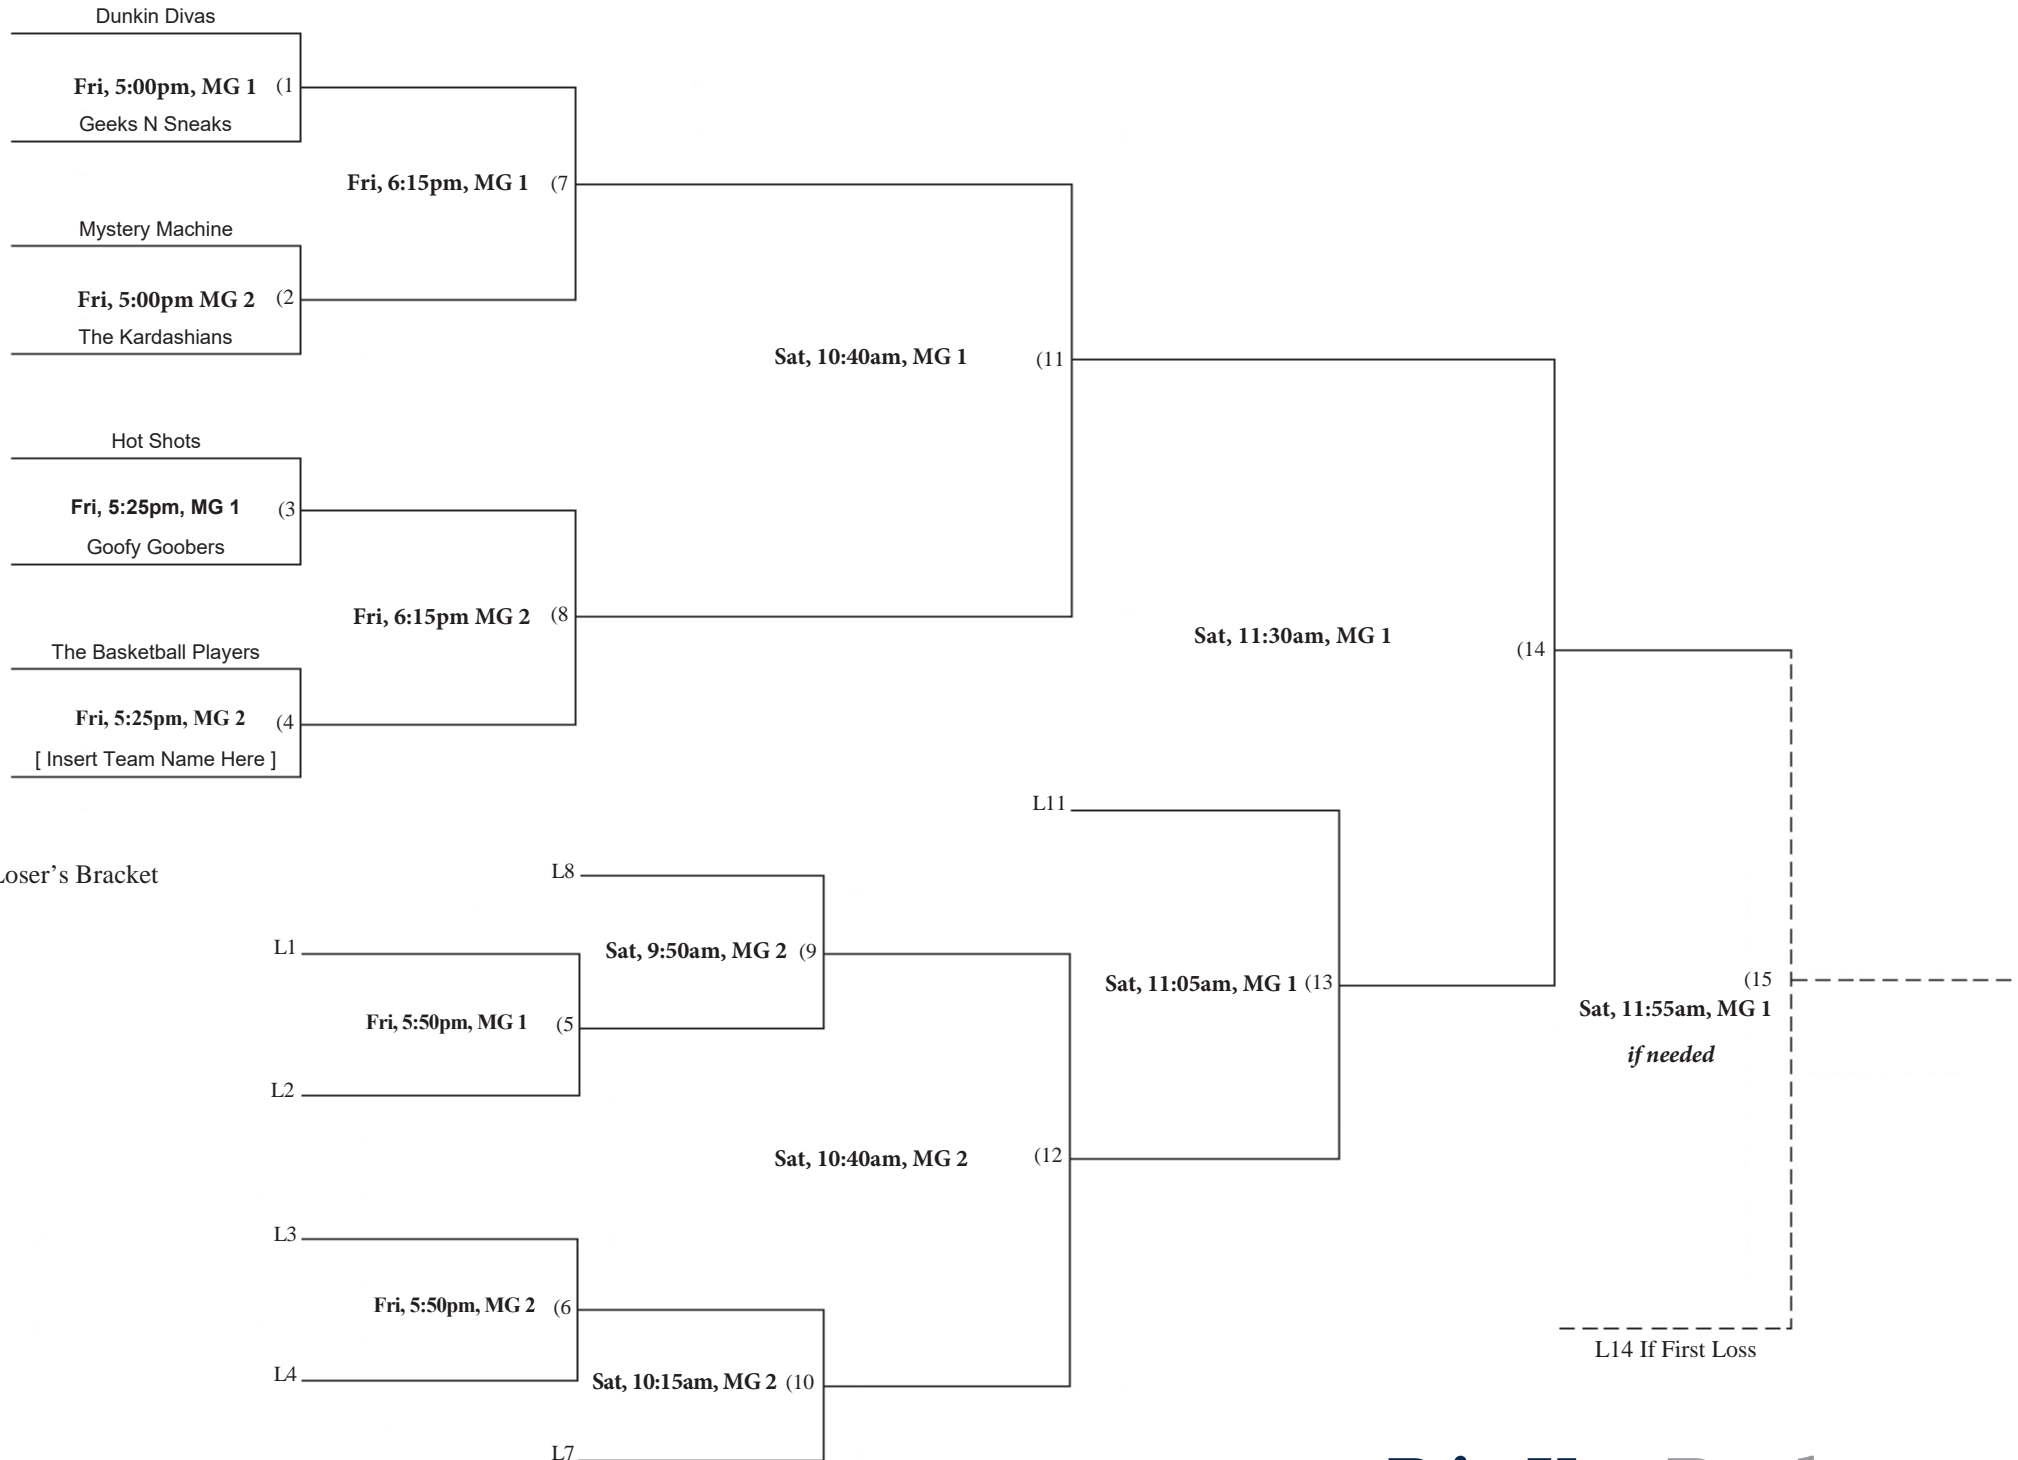 Dunkin Divas
Fri, 5:00pm, MG 1 (1
Geeks N Sneaks
Fri, 6:15pm, MG 1 (7
Mystery Machine
Fri, 5:00pm MG 2 (2
The Kardashians
Sat, 10:40am, MG 1 (11
Hot Shots
Fri, 5:25pm, MG 1 (3
Goofy Goobers
Fri, 6:15pm MG 2 (8
Sat, 11:30am, MG 1 (14
The Basketball Players
Fri, 5:25pm, MG 2 (4
[ Insert Team Name Here ]
L11
Loser’s Bracket
L8
L1
Sat, 9:50am, MG 2 (9
Sat, 11:05am, MG 1 (13
(15
Sat, 11:55am, MG 1
if needed
Fri, 5:50pm, MG 1 (5
L2
Sat, 10:40am, MG 2 (12
L3
Fri, 5:50pm, MG 2 (6
L14 If First Loss
L4
Sat, 10:15am, MG 2 (10
L7